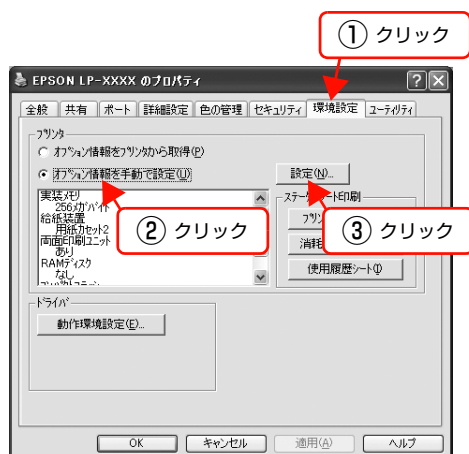 ① クリック
EPSON LP-XXXX のプロパティ
全般 共有 ポート 詳細設定 色の管理 セキュリティ 環境設定 ユーティリティ
プリンタ
オプション情報をプリンタから取得(P)
オプション情報を手動で設定(U)
設定(N)...
実装メモリ
256メガバイト
給紙装置
用紙カセット2
両面印刷ユニット
あり
RAMディスク
なし
② クリック
プリン
③ クリック
消耗
使用履歴シート(I)
ドライバ
動作環境設定(E)...
OK キャンセル 適用(A) ヘルプ